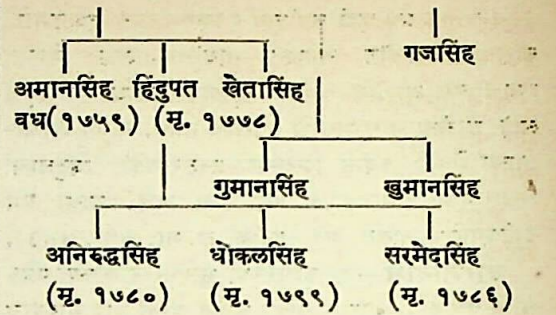 गजसिंह
अमानसिंह हिंदुपत खेतासिंह
वध(१७५९) (मृ. १७७८)
गुमानसिंह खुमानसिंह
अनिरुद्धसिंह धोकलसिंह सरमेदसिंह
(मृ. १७८०) (मृ. १७९९) (मृ. १७८६)